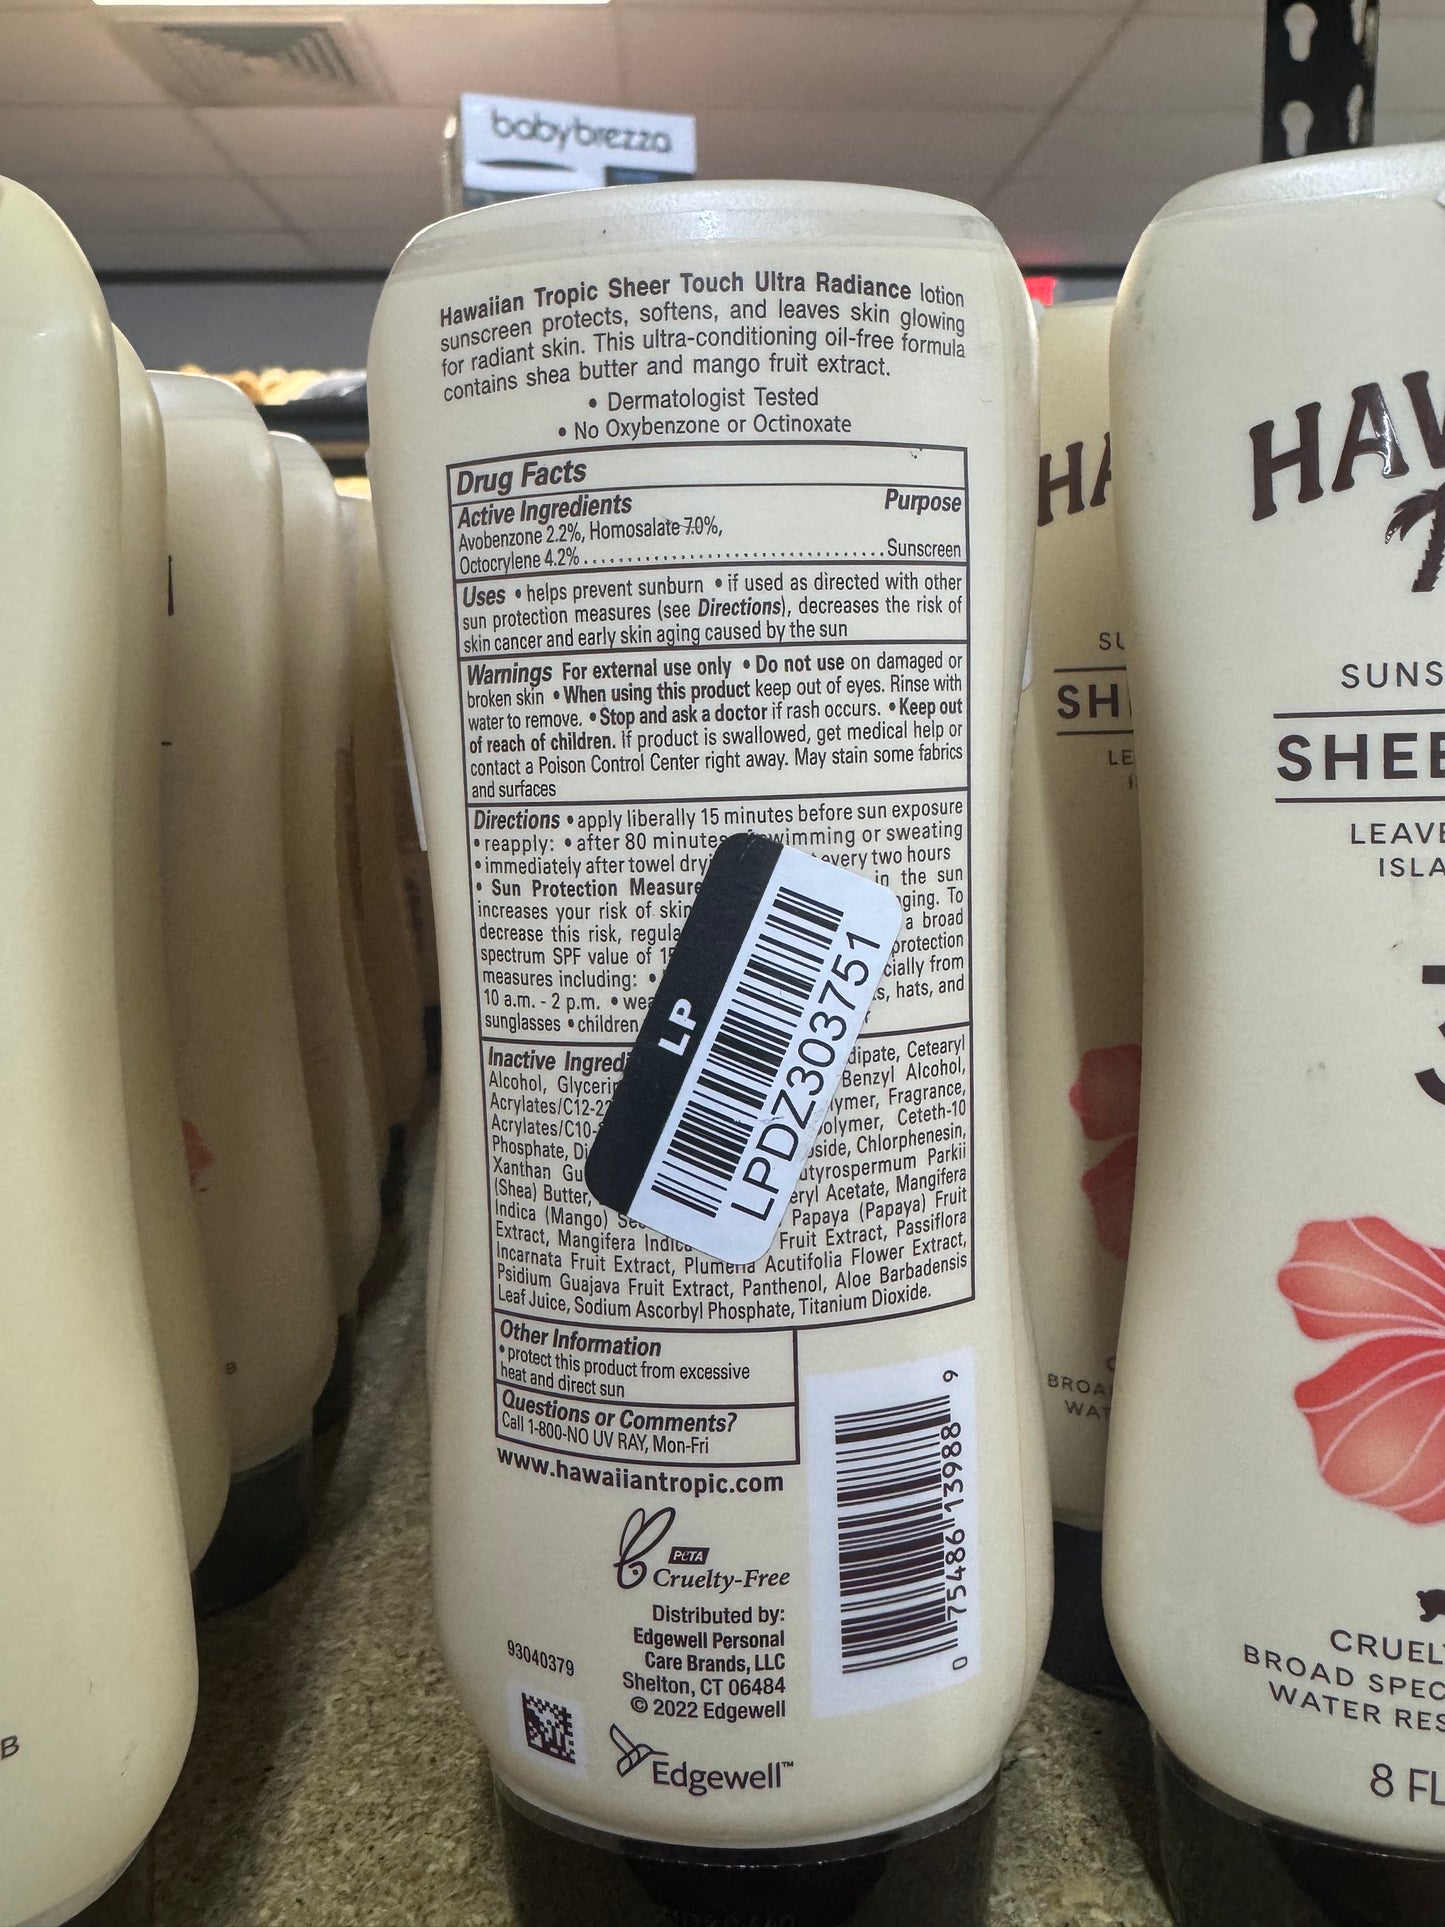 babybrezza
Hawaiian Tropic Sheer Touch Ultra Radiance lotion
sunscreen protects, softens, and leaves skin glowing
for radiant skin. This ultra-conditioning oil-free formula
contains shea butter and mango fruit extract.
• Dermatologist Tested
• No Oxybenzone or Octinoxate
Drug Facts
Active Ingredients Purpose
Avobenzone 2.2%, Homosalate 7.0%,
Octocrylene 4.2% Sunscreen
Uses • helps prevent sunburn • if used as directed with other
sun protection measures (see Directions), decreases the risk of
skin cancer and early skin aging caused by the sun
Warnings For external use only • Do not use on damaged or
broken skin • When using this product keep out of eyes. Rinse with
water to remove. • Stop and ask a doctor if rash occurs. • Keep out
of reach of children. If product is swallowed, get medical help or
contact a Poison Control Center right away. May stain some fabrics
and surfaces
Directions • apply liberally 15 minutes before sun exposure
• reapply: • after 80 minutes swimming or sweating
• immediately after towel every two hours
• Sun Protection in the sun
increases your risk of skin To
decrease this risk, a broad
spectrum SPF value of protection
measures including: • from
10 a.m. - 2 p.m. • hats, and
sunglasses • children
Inactive Cetearyl
Alcohol, Benzyl Alcohol,
Fragrance,
Ceteth-10
Phosphate, Chlorphenesin,
Xanthan Parkii
(Shea) Butter, Acetate, Mangifera
Indica (Mango) Papaya (Papaya) Fruit
Extract, Mangifera Fruit Extract, Passiflora
Incarnata Fruit Extract, Plumeria Acutifolia Flower Extract,
Psidium Guajava Fruit Extract, Panthenol, Aloe Barbadensis
Leaf Juice, Sodium Ascorbyl Phosphate, Titanium Dioxide.
LP
LPDZ303751
Other Information
• protect this product from excessive
heat and direct sun
Questions or Comments?
Call 1-800-NO UV RAY, Mon-Fri
www.hawaiiantropic.com
PETA
Cruelty-Free
Distributed by:
Edgewell Personal
Care Brands, LLC
Shelton, CT 06484
© 2022 Edgewell
93040379
Edgewell™
0 75486 13988 9
HA
SH
LE
BROA
WAT
HAW
SUNS
SHEE
LEAVE
ISLA
3
CRUEL
BROAD SPEC
WATER RES
8 FL
B